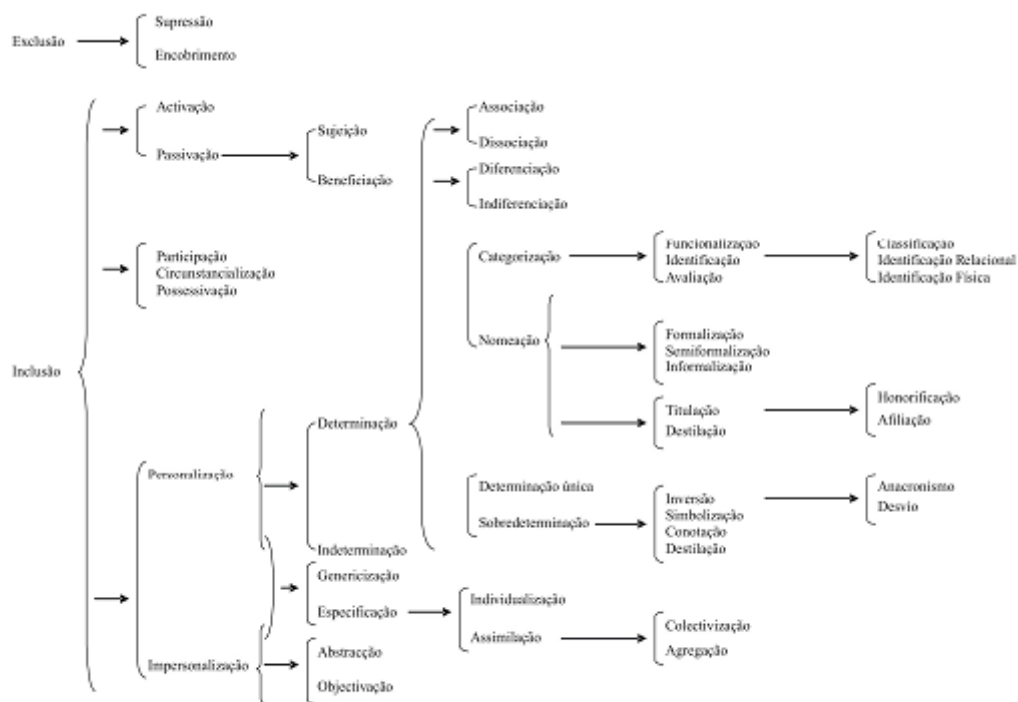 Exclusão
Supressão
Encobrimento
Inclusão
Activação
Passivação
Sujeição
Beneficiação
Participação
Circunstancialização
Possessivação
Personalização
Impersonalização
Determinação
Indeterminação
Genericização
Especificação
Abstracção
Objectivação
Associação
Dissociação
Diferenciação
Indiferenciação
Categorização
Nomeação
Funcionalização
Identificação
Avaliação
Classificação
Identificação Relacional
Identificação Física
Formalização
Semiformalização
Informalização
Titulação
Destilação
Honorificação
Afiliação
Determinação única
Sobredeterminação
Inversão
Simbolização
Conotação
Destilação
Anacronismo
Desvio
Individualização
Assimilação
Colectivização
Agregação